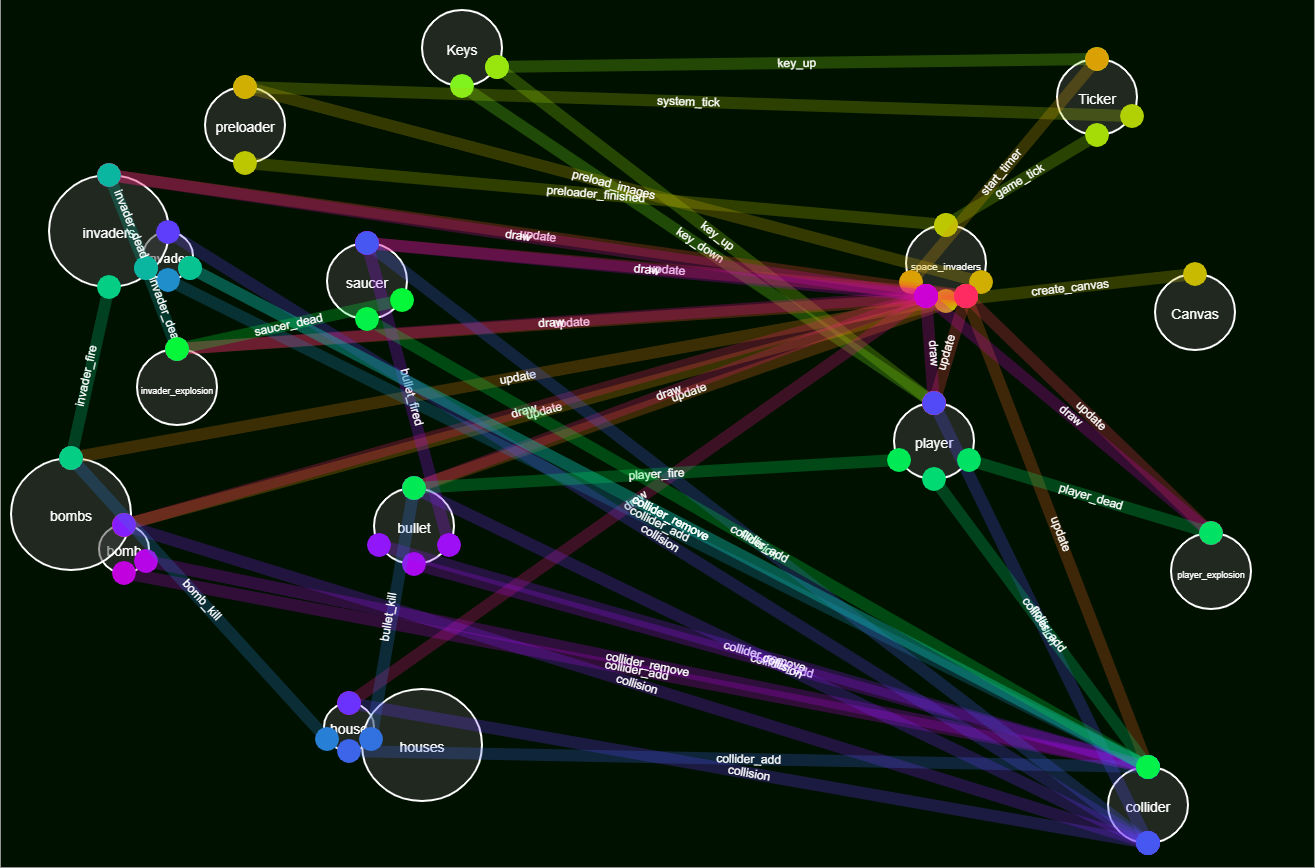 Keys
key_up
Ticker
system_tick
preloader
start_timer
game_tick
preload_images
preloader_finished
invader_dead
invaders
key_up
key_down
draw
update
invader
space_invaders
saucer
draw
update
create_canvas
Canvas
invader_dead
saucer_dead
draw
update
draw
update
invader_fire
invader_explosion
update
bullet_fired
draw
update
draw
update
draw
update
player
player_fire
player_dead
bombs
bullet
collider_remove
collider_add
collision
collider_add
update
bomb
player_explosion
bomb_kill
bullet_kill
collider_add
collider_remove
collider_add
collision
collider_remove
collider_add
collision
house
houses
collider_add
collision
collider